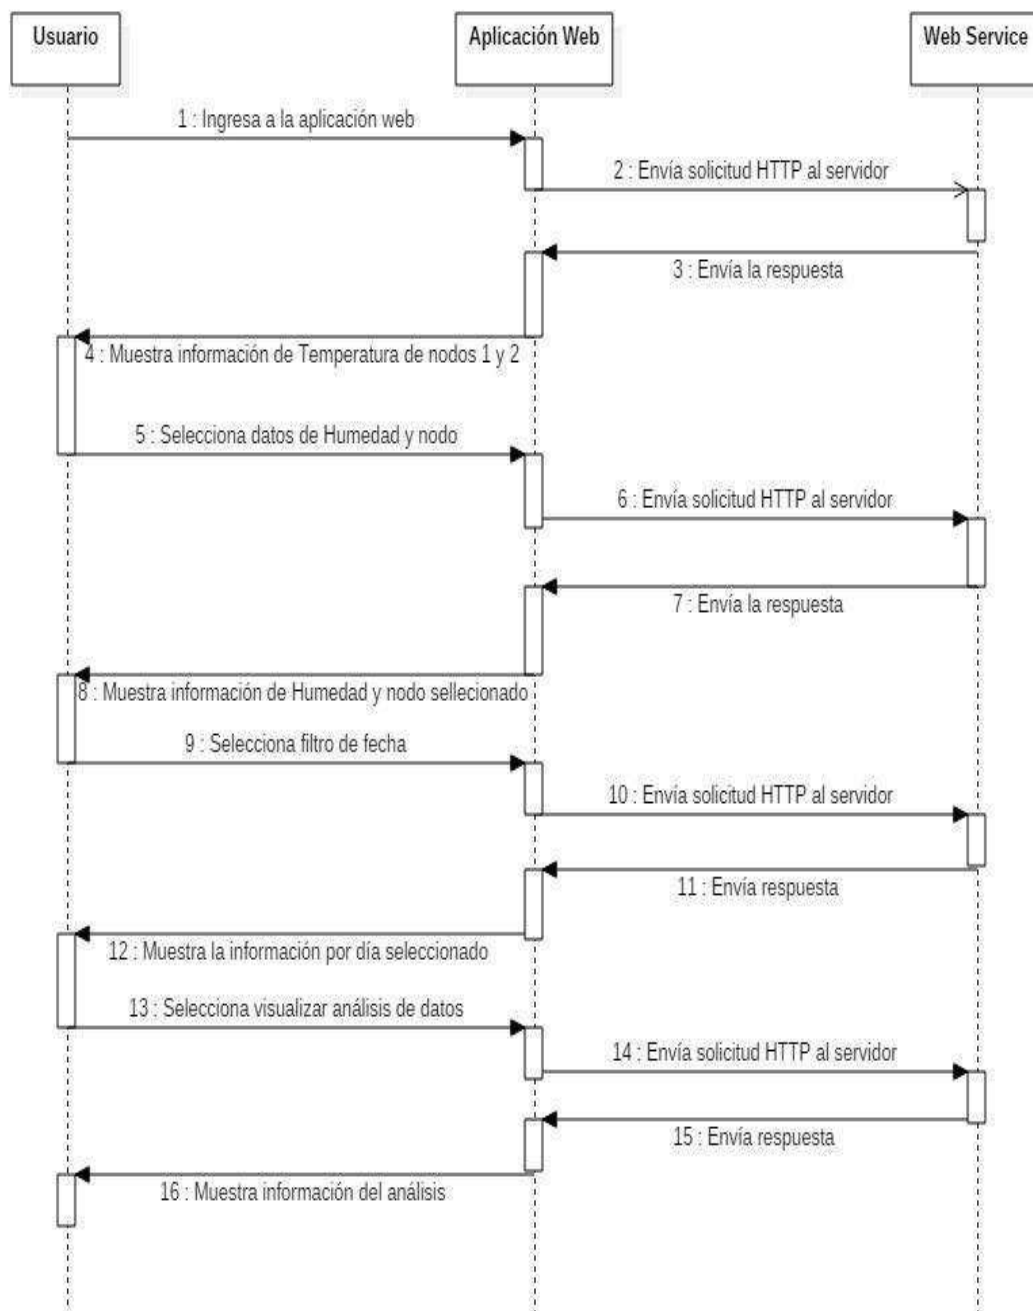 Usuario
Aplicación Web
Web Service
1 : Ingresa a la aplicación web
2 : Envía solicitud HTTP al servidor
3 : Envía la respuesta
4 : Muestra información de Temperatura de nodos 1 y 2
5 : Selecciona datos de Humedad y nodo
6 : Envía solicitud HTTP al servidor
7 : Envía la respuesta
8 : Muestra información de Humedad y nodo sellecionado
9 : Selecciona filtro de fecha
10 : Envía solicitud HTTP al servidor
11 : Envía respuesta
12 : Muestra la información por día seleccionado
13 : Selecciona visualizar análisis de datos
14 : Envía solicitud HTTP al servidor
15 : Envía respuesta
16 : Muestra información del análisis